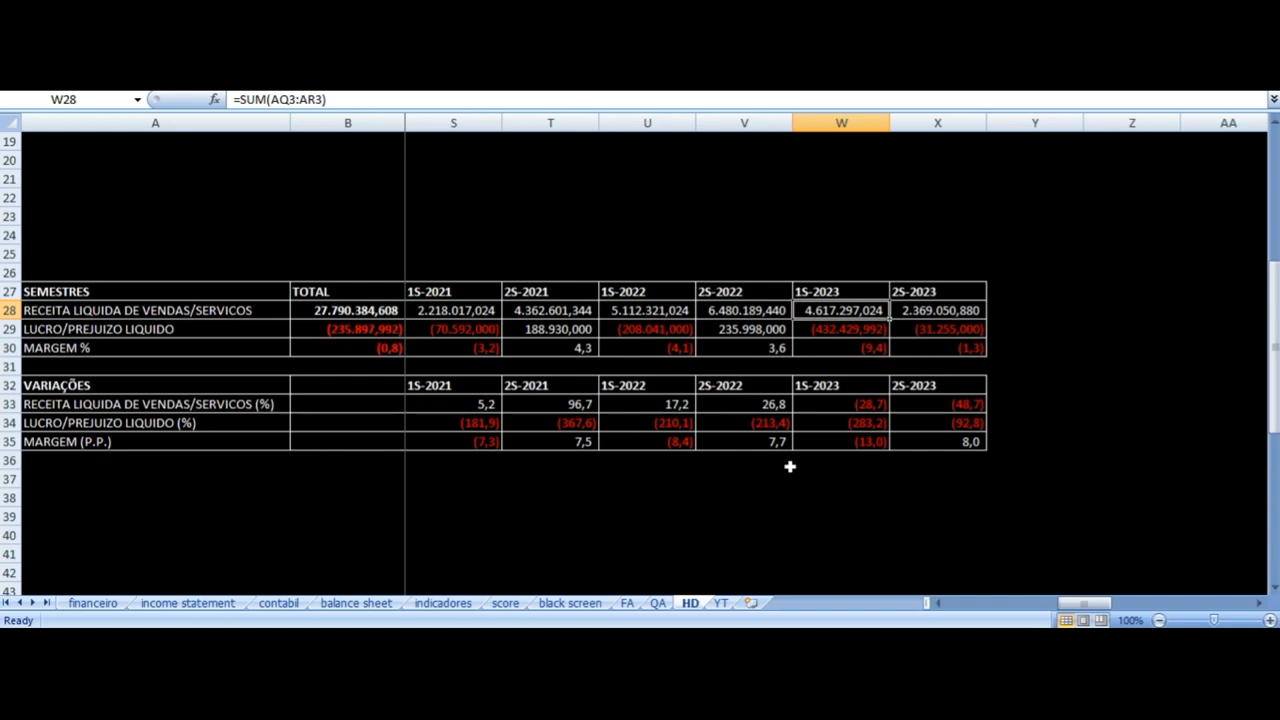 W28 =SUM(AQ3:AR3)
A B S T U V W X Y Z AA
19
20
21
22
23
24
25
26
27 SEMESTRES TOTAL 1S-2021 2S-2021 1S-2022 2S-2022 1S-2023 2S-2023
28 RECEITA LIQUIDA DE VENDAS/SERVICOS 27.790.384,608 2.218.017,024 4.362.601,344 5.112.321,024 6.480.189,440 4.617.297,024 2.369.050,880
29 LUCRO/PREJUIZO LIQUIDO (235.897,992) (70.592,000) 188.930,000 (208.041,000) 235.998,000 (432.429,992) (31.255,000)
30 MARGEM % (0,8) (3,2) 4,3 (4,1) 3,6 (9,4) (1,3)
31
32 VARIAÇÕES 1S-2021 2S-2021 1S-2022 2S-2022 1S-2023 2S-2023
33 RECEITA LIQUIDA DE VENDAS/SERVICOS (%) 5,2 96,7 17,2 26,8 (28,7) (48,7)
34 LUCRO/PREJUIZO LIQUIDO (%) (181,9) (367,6) (210,1) (213,4) (283,2) (92,8)
35 MARGEM (P.P.) (7,3) 7,5 (8,4) 7,7 (13,0) 8,0
36
37
38
39
40
41
42
43
financeiro income statement contabil balance sheet indicadores score black screen FA QA HD YT
Ready 100%